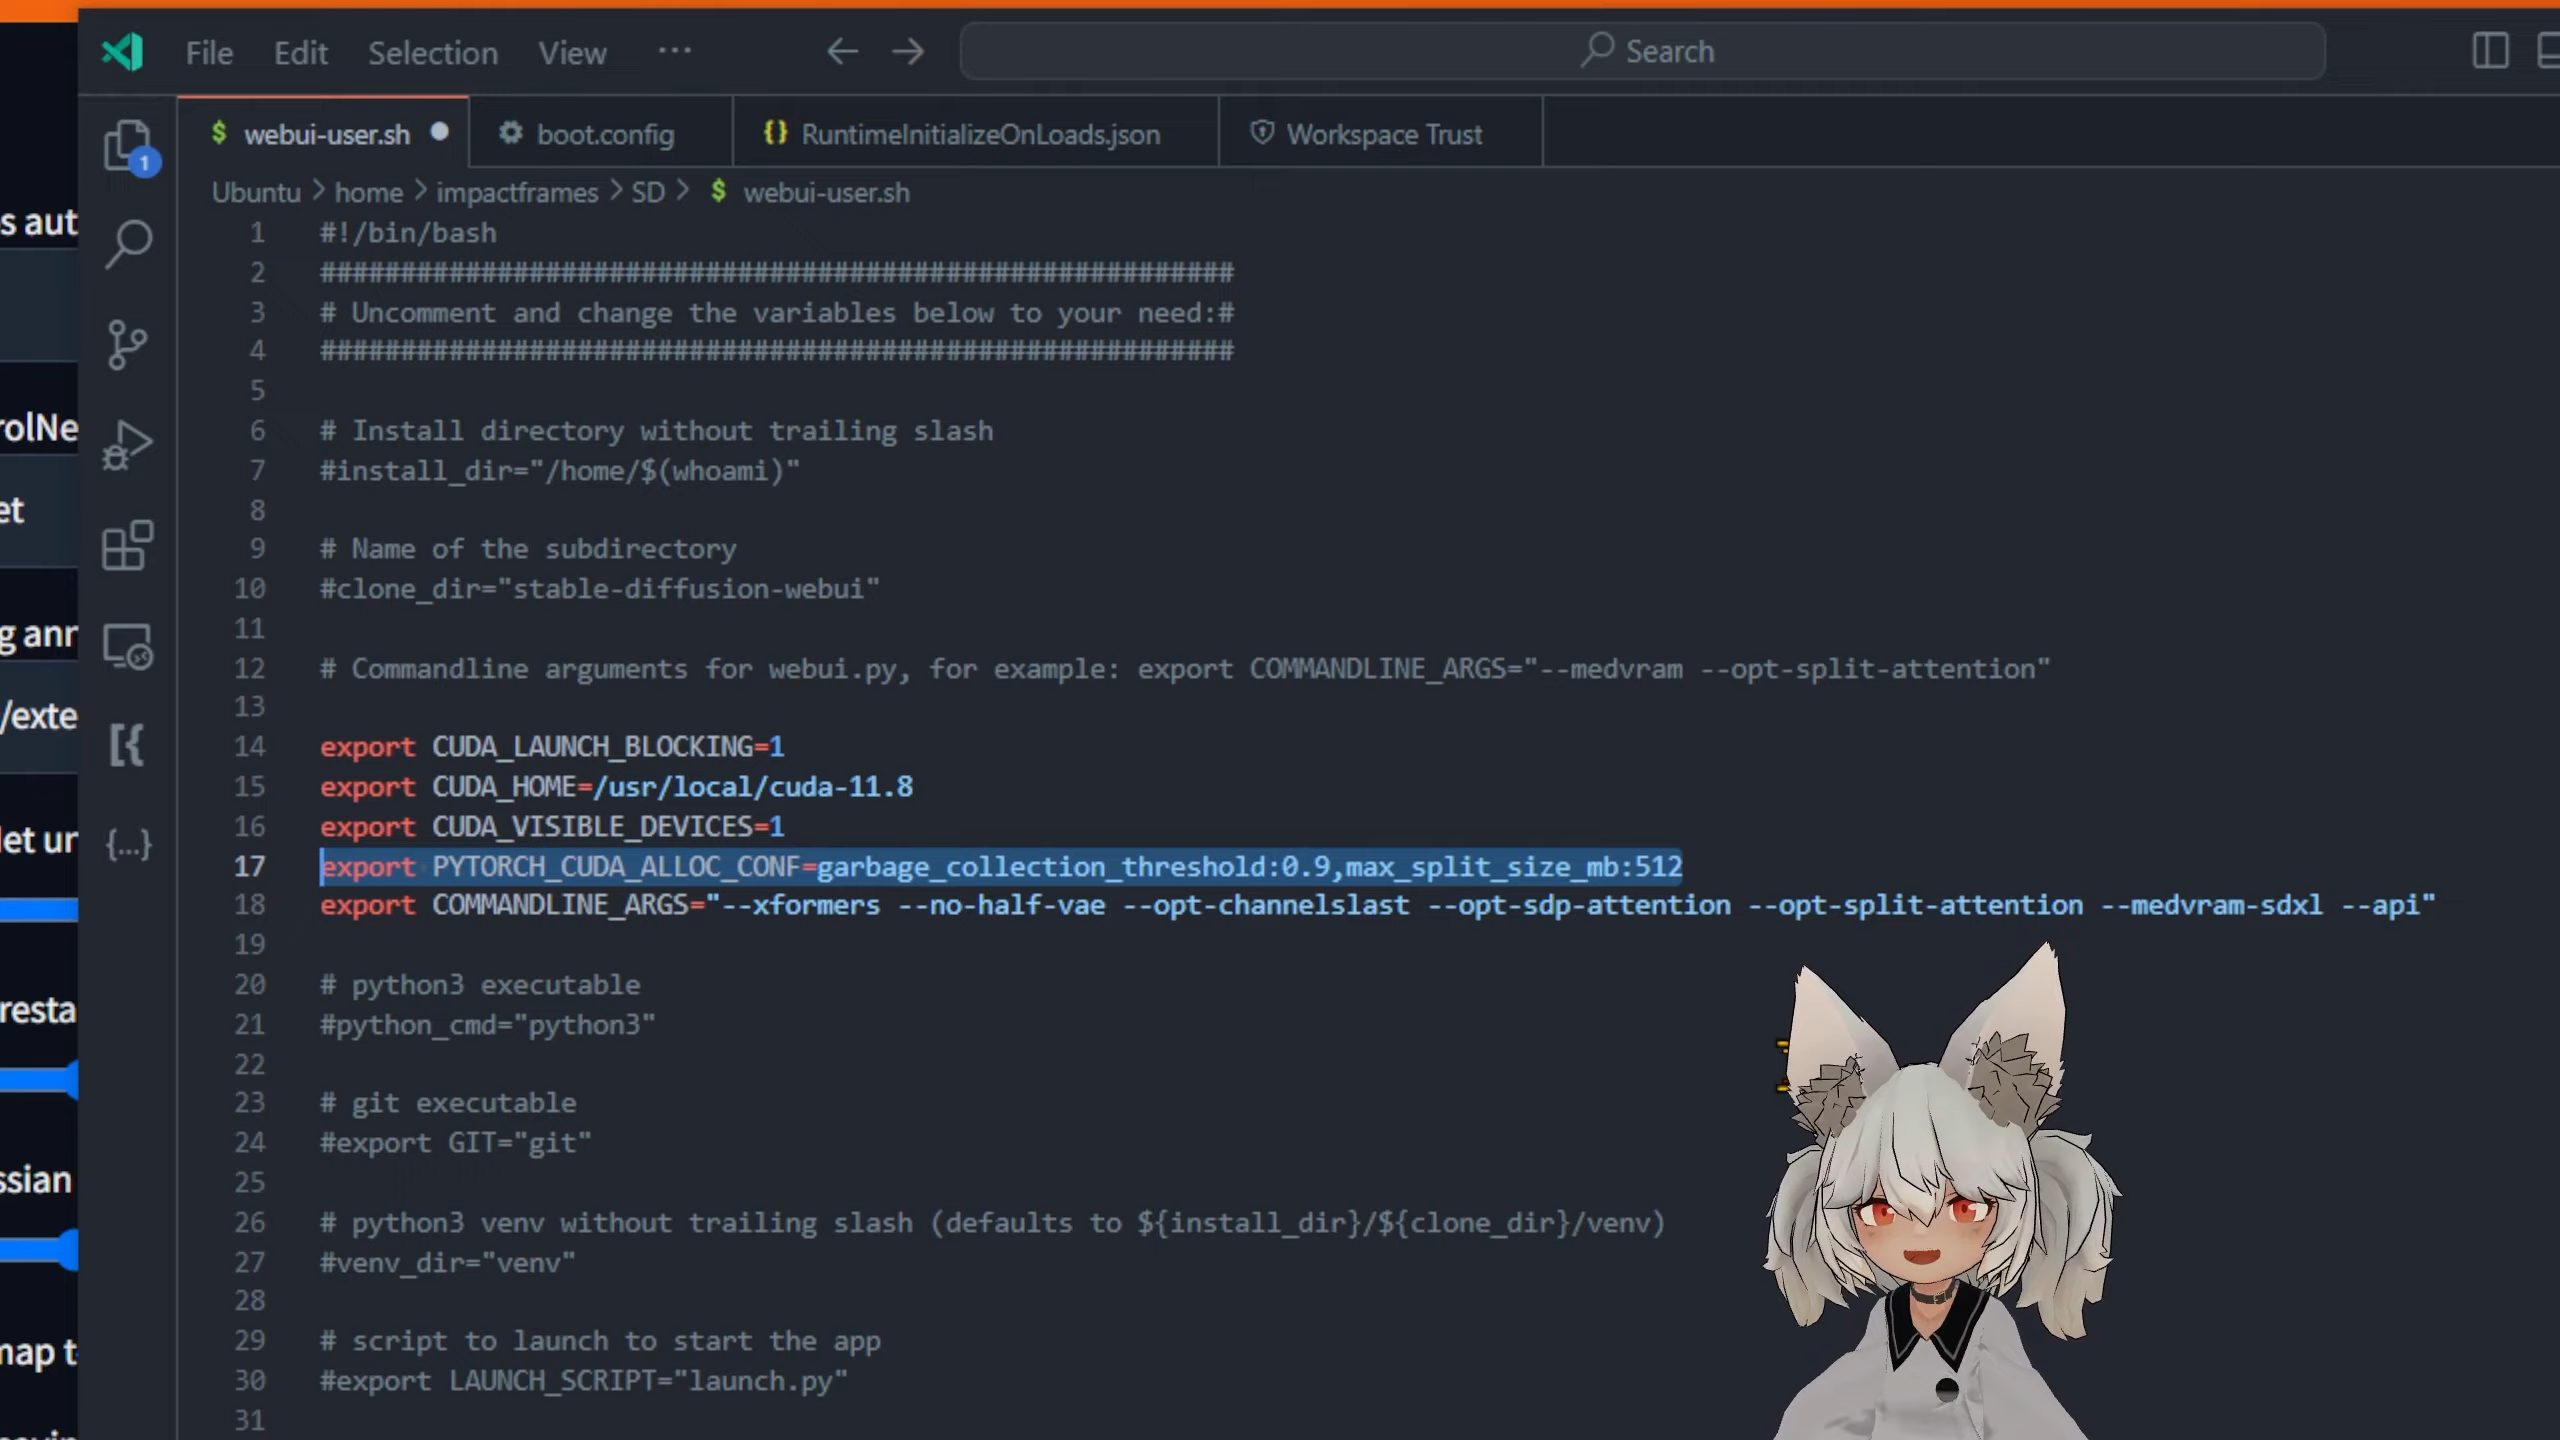 File Edit Selection View ··· Search
$ webui-user.sh boot.config {} RuntimeInitializeOnLoads.json Workspace Trust
1
Ubuntu > home > impactframes > SD > $ webui-user.sh
1 #!/bin/bash
2 #########################################################
3 # Uncomment and change the variables below to your need:#
4 #########################################################
5
6 # Install directory without trailing slash
7 #install_dir="/home/$(whoami)"
8
9 # Name of the subdirectory
10 #clone_dir="stable-diffusion-webui"
11
12 # Commandline arguments for webui.py, for example: export COMMANDLINE_ARGS="--medvram --opt-split-attention"
13
14 export CUDA_LAUNCH_BLOCKING=1
15 export CUDA_HOME=/usr/local/cuda-11.8
16 export CUDA_VISIBLE_DEVICES=1
17 export PYTORCH_CUDA_ALLOC_CONF=garbage_collection_threshold:0.9,max_split_size_mb:512
18 export COMMANDLINE_ARGS="--xformers --no-half-vae --opt-channelslast --opt-sdp-attention --opt-split-attention --medvram-sdxl --api"
19
20 # python3 executable
21 #python_cmd="python3"
22
23 # git executable
24 #export GIT="git"
25
26 # python3 venv without trailing slash (defaults to ${install_dir}/${clone_dir}/venv)
27 #venv_dir="venv"
28
29 # script to launch to start the app
30 #export LAUNCH_SCRIPT="launch.py"
31
s aut
rolNe
et
g anr
/exte
let ur
resta
ssian
map t